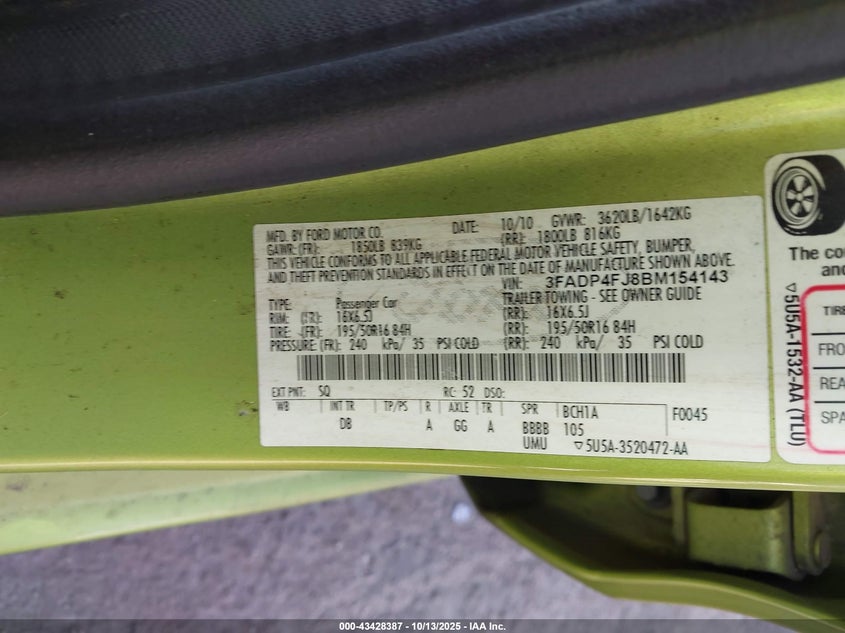 MFD. BY FORD MOTOR CO. DATE: 10/10 GVWR: 3620LB/1642KG
GAWR: (FR): 1850LB 839KG (RR): 1800LB 816KG
THIS VEHICLE CONFORMS TO ALL APPLICABLE FEDERAL MOTOR VEHICLE SAFETY, BUMPER,
AND THEFT PREVENTION STANDARDS IN EFFECT ON THE DATE OF MANUFACTURE SHOWN ABOVE.
VIN: 3FADP4FJ8BM154143
TYPE: Passenger Car TRAILER TOWING - SEE OWNER GUIDE
RIM: (FR): 16X6.5J (RR): 16X6.5J
TIRE: (FR): 195/50R16 84H (RR): 195/50R16 84H
PRESSURE: (FR): 240 kPa/ 35 PSI COLD (RR): 240 kPa/ 35 PSI COLD
EXT PNT: SQ RC: 52 DSO:
WB INT TR TP/PS R AXLE TR SPR BCH1A F0045
DB A GG A BBBB 105
UMU ▽5U5A-3520472-AA
The co
an
▽5U5A-1532-AA (TLU)
TIRE
FRO
REA
SPA
000-43428387 - 10/13/2025 - IAA Inc.